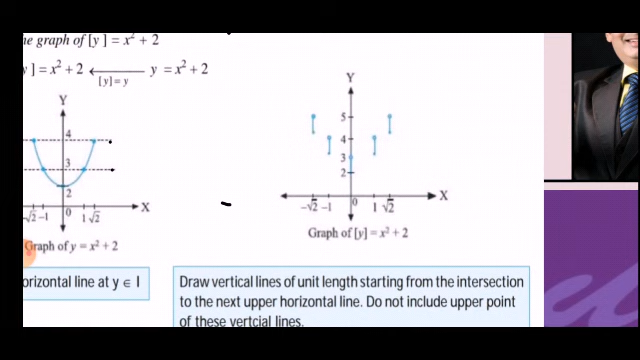 ne graph of [y] = x² + 2
y] = x² + 2 ← [y]=y y = x² + 2
Y
4
3
2
-√2 -1 0 1 √2 X
Graph of y = x² + 2
Y
5
4
3
2
-√2 -1 0 1 √2 X
Graph of [y] = x² + 2
orizontal line at y ∈ I
Draw vertical lines of unit length starting from the intersection
to the next upper horizontal line. Do not include upper point
of these vertcial lines.